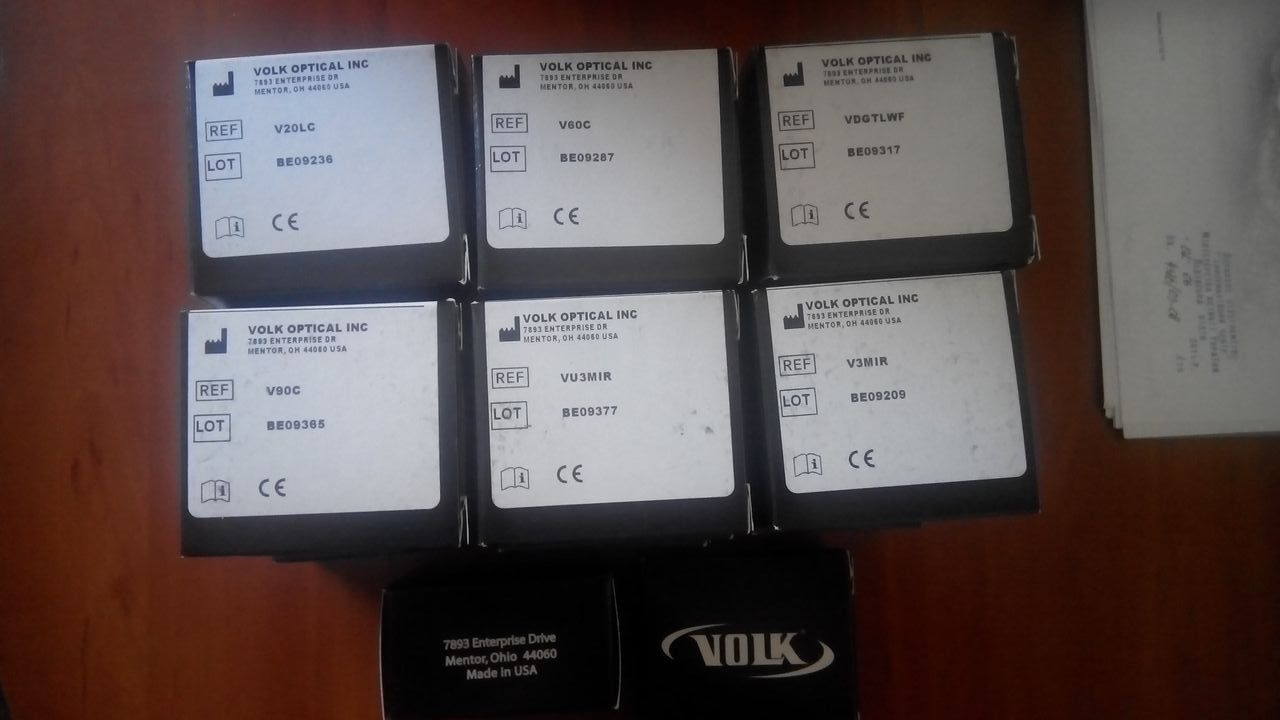 VOLK OPTICAL INC
7893 ENTERPRISE DR
MENTOR, OH 44060 USA
REF V20LC
LOT BE09236
i CE
VOLK OPTICAL INC
7893 ENTERPRISE DR
MENTOR, OH 44060 USA
REF V60C
LOT BE09287
i CE
VOLK OPTICAL INC
7893 ENTERPRISE DR
MENTOR, OH 44060 USA
REF VDGTLWF
LOT BE09317
i CE
VOLK OPTICAL INC
7893 ENTERPRISE DR
MENTOR, OH 44060 USA
REF V90C
LOT BE09365
i CE
VOLK OPTICAL INC
7893 ENTERPRISE DR
MENTOR, OH 44060 USA
REF VU3MIR
LOT BE09377
i CE
VOLK OPTICAL INC
7893 ENTERPRISE DR
MENTOR, OH 44060 USA
REF V3MIR
LOT BE09209
i CE
7893 Enterprise Drive
Mentor, Ohio 44060
Made in USA
VOLK